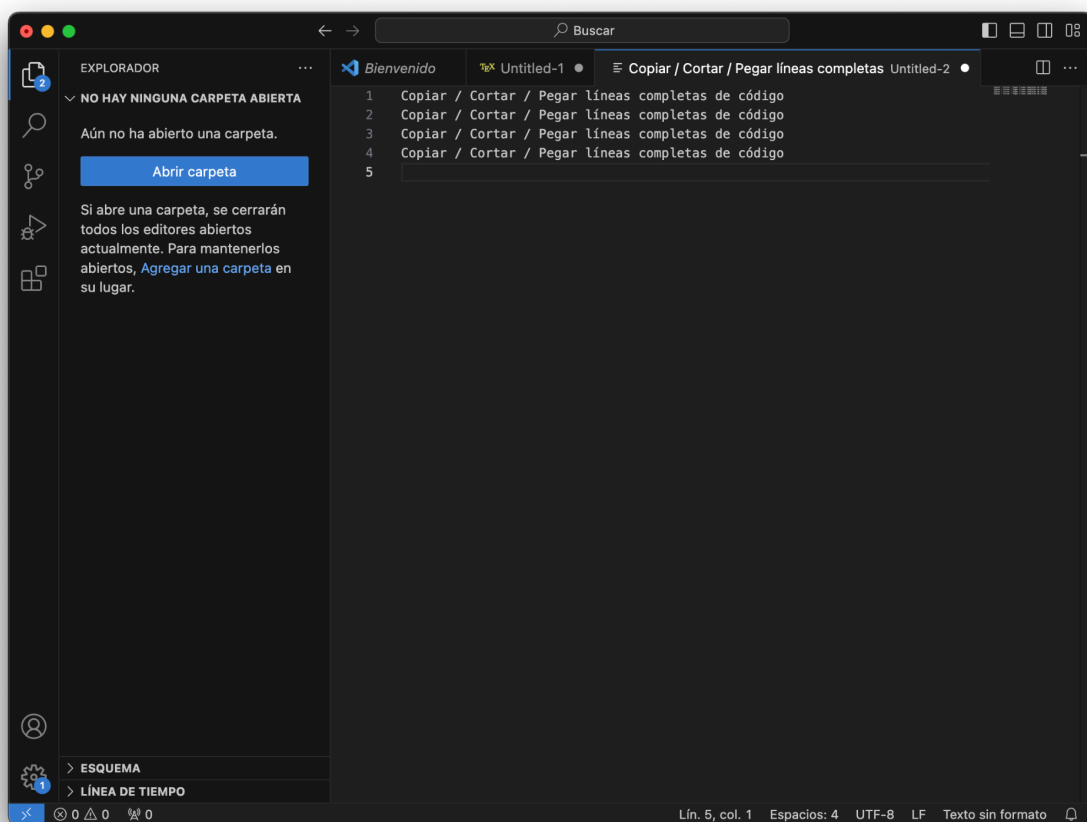 Buscar
2
EXPLORADOR
NO HAY NINGUNA CARPETA ABIERTA
Aún no ha abierto una carpeta.
Abrir carpeta
Si abre una carpeta, se cerrarán
todos los editores abiertos
actualmente. Para mantenerlos
abiertos, Agregar una carpeta en
su lugar.
Bienvenido
TEX Untitled-1
Copiar / Cortar / Pegar líneas completas Untitled-2
1 Copiar / Cortar / Pegar líneas completas de código
2 Copiar / Cortar / Pegar líneas completas de código
3 Copiar / Cortar / Pegar líneas completas de código
4 Copiar / Cortar / Pegar líneas completas de código
5
ESQUEMA
1
LÍNEA DE TIEMPO
0 0 0
Lín. 5, col. 1 Espacios: 4 UTF-8 LF Texto sin formato